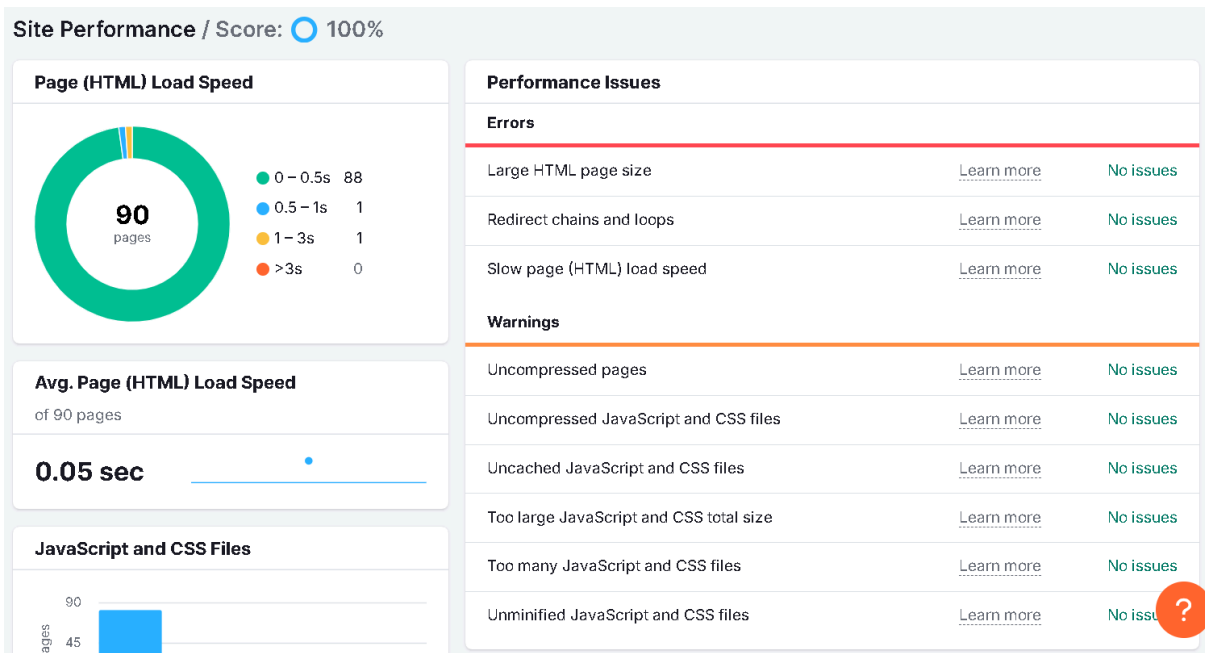 Site Performance / Score: 100%
Page (HTML) Load Speed
90
pages
0 – 0.5s 88
0.5 – 1s 1
1 – 3s 1
>3s 0
Avg. Page (HTML) Load Speed
of 90 pages
0.05 sec
JavaScript and CSS Files
90
45
Performance Issues
Errors
Large HTML page size Learn more No issues
Redirect chains and loops Learn more No issues
Slow page (HTML) load speed Learn more No issues
Warnings
Uncompressed pages Learn more No issues
Uncompressed JavaScript and CSS files Learn more No issues
Uncached JavaScript and CSS files Learn more No issues
Too large JavaScript and CSS total size Learn more No issues
Too many JavaScript and CSS files Learn more No issues
Unminified JavaScript and CSS files Learn more No
?